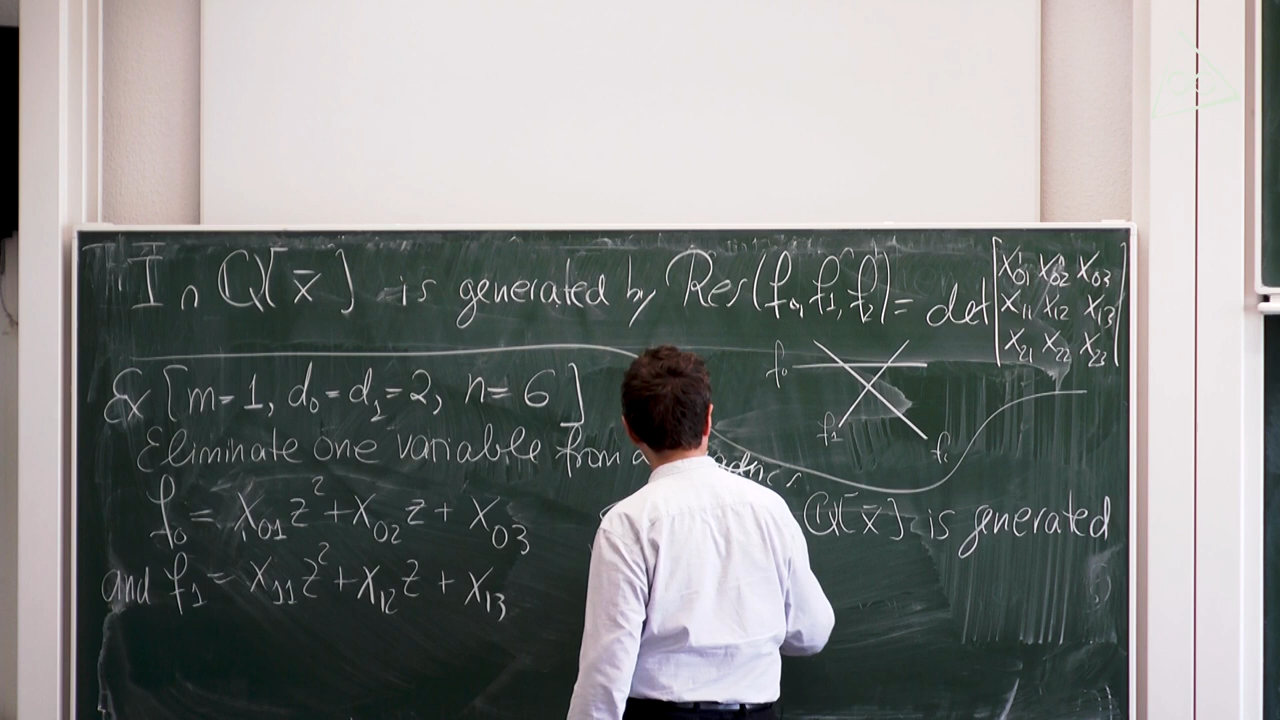 I ∩ Q[x̄] is generated by Res(f₀, f₁, f₂) = det | X₀₁ X₀₂ X₀₃
X₁₁ X₁₂ X₁₃
X₂₁ X₂₂ X₂₃ |
f₀
f₂
f₁
Ex [m=1, d₀=d₁=2, n=6]
Eliminate one variable from a
f₀ = X₀₁z² + X₀₂z + X₀₃
and f₁ = X₁₁z² + X₁₂z + X₁₃
Q[x̄] is generated